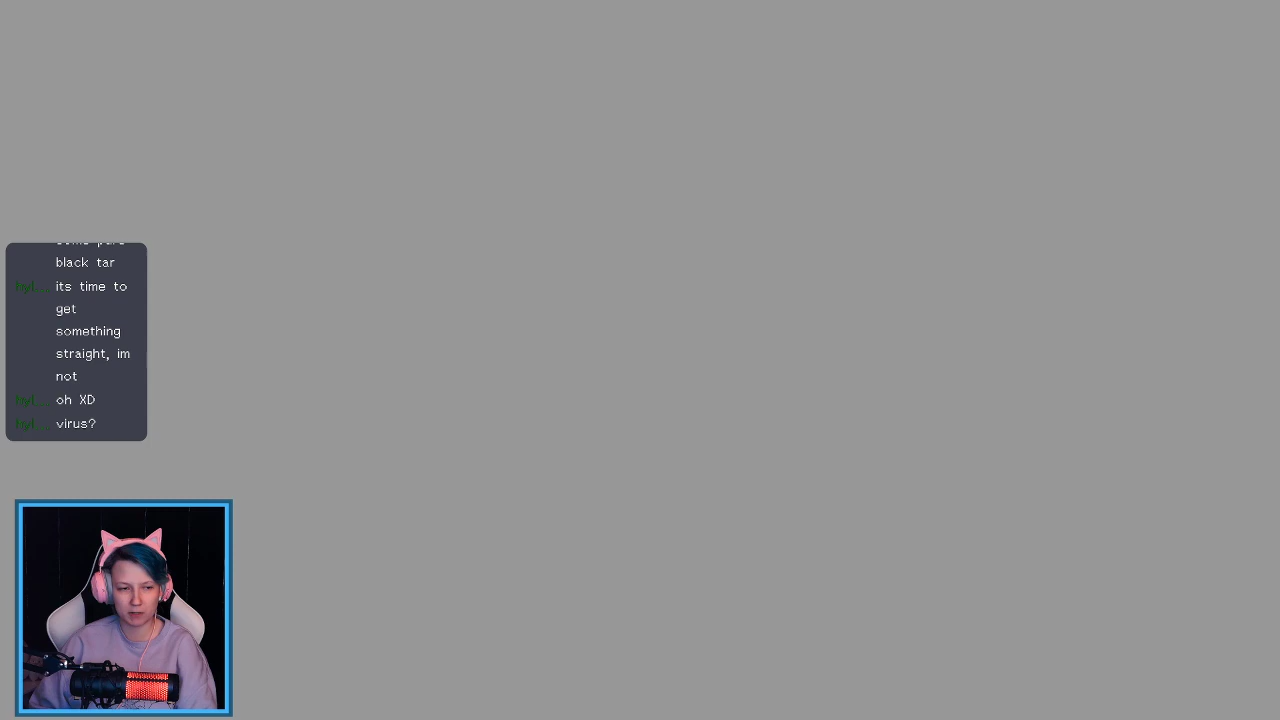 black tar
its time to
get
something
straight, im
not
oh XD
virus?